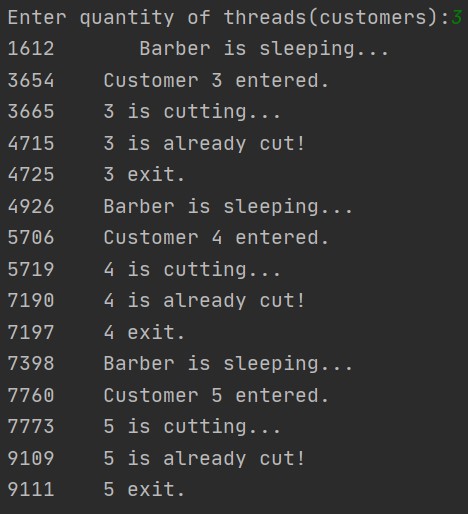 Enter quantity of threads(customers):3
1612       Barber is sleeping...
3654    Customer 3 entered.
3665    3 is cutting...
4715    3 is already cut!
4725    3 exit.
4926    Barber is sleeping...
5706    Customer 4 entered.
5719    4 is cutting...
7190    4 is already cut!
7197    4 exit.
7398    Barber is sleeping...
7760    Customer 5 entered.
7773    5 is cutting...
9109    5 is already cut!
9111    5 exit.